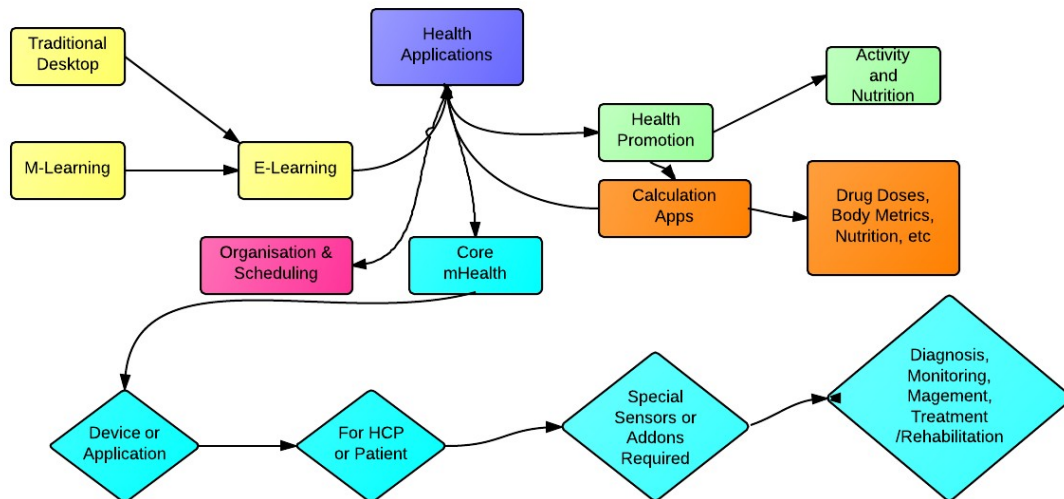 Traditional
Desktop
Health
Applications
Activity
and
Nutrition
Health
Promotion
M-Learning
E-Learning
Calculation
Apps
Drug Doses,
Body Metrics,
Nutrition, etc
Organisation &
Scheduling
Core
mHealth
Device or
Application
For HCP
or Patient
Special
Sensors or
Addons
Required
Diagnosis,
Monitoring,
Magement,
Treatment
/Rehabilitation